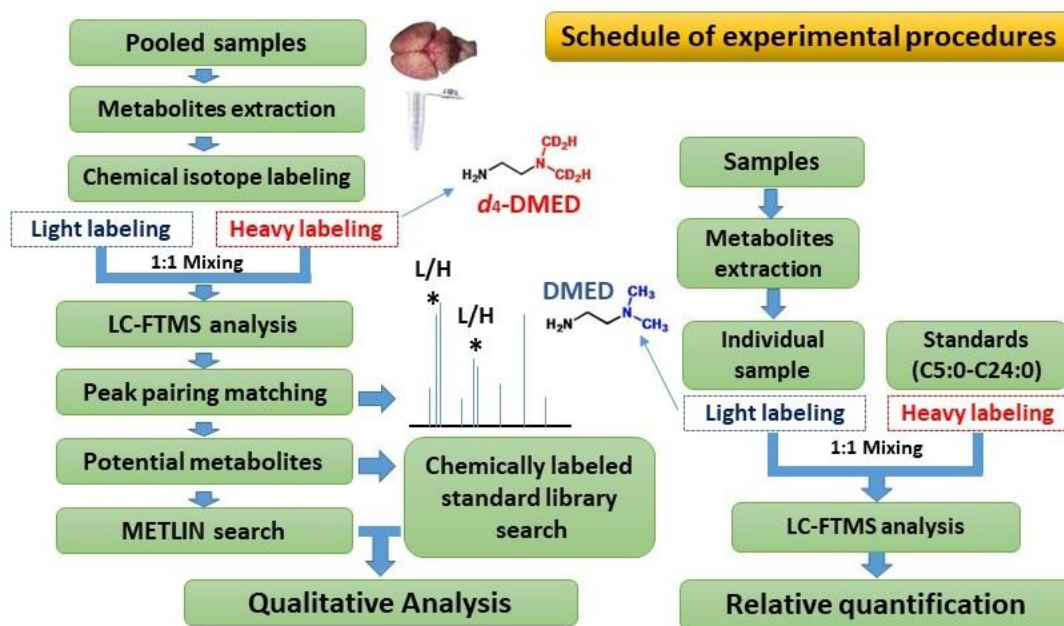 Schedule of experimental procedures
Pooled samples
Metabolites extraction
Chemical isotope labeling
Light labeling
Heavy labeling
1:1 Mixing
LC-FTMS analysis
Peak pairing matching
Potential metabolites
METLIN search
Qualitative Analysis
H₂N
N
CD₂H
CD₂H
d4-DMED
L/H
*
L/H
*
Chemically labeled
standard library
search
DMED
H₂N
N
CH₃
CH₃
Samples
Metabolites
extraction
Individual
sample
Standards
(C5:0-C24:0)
Light labeling
Heavy labeling
1:1 Mixing
LC-FTMS analysis
Relative quantification